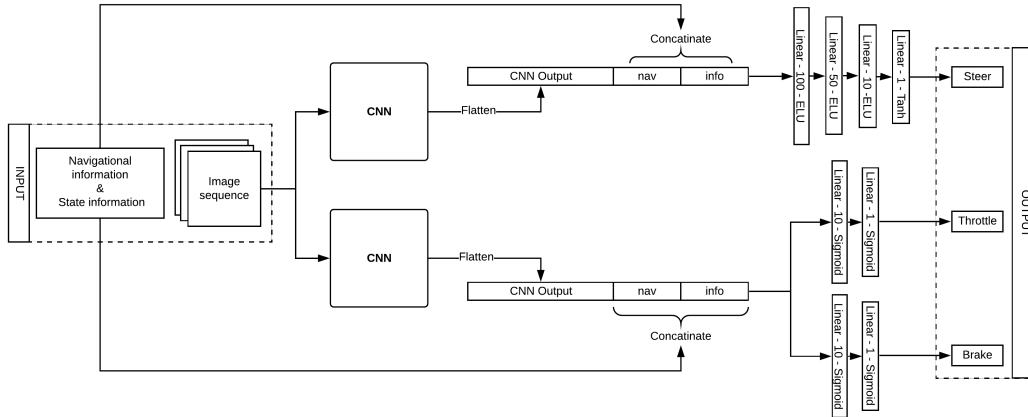 INPUT
Navigational
information
&
State information
Image
sequence
CNN
Flatten
CNN Output
nav
info
Concatinate
Linear - 100 - ELU
Linear - 50 - ELU
Linear - 10 -ELU
Linear - 1 - Tanh
Steer
CNN
Flatten
CNN Output
nav
info
Concatinate
Linear - 10 - Sigmoid
Linear - 1 - Sigmoid
Throttle
Linear - 10 - Sigmoid
Linear - 1 - Sigmoid
Brake
OUTPUT